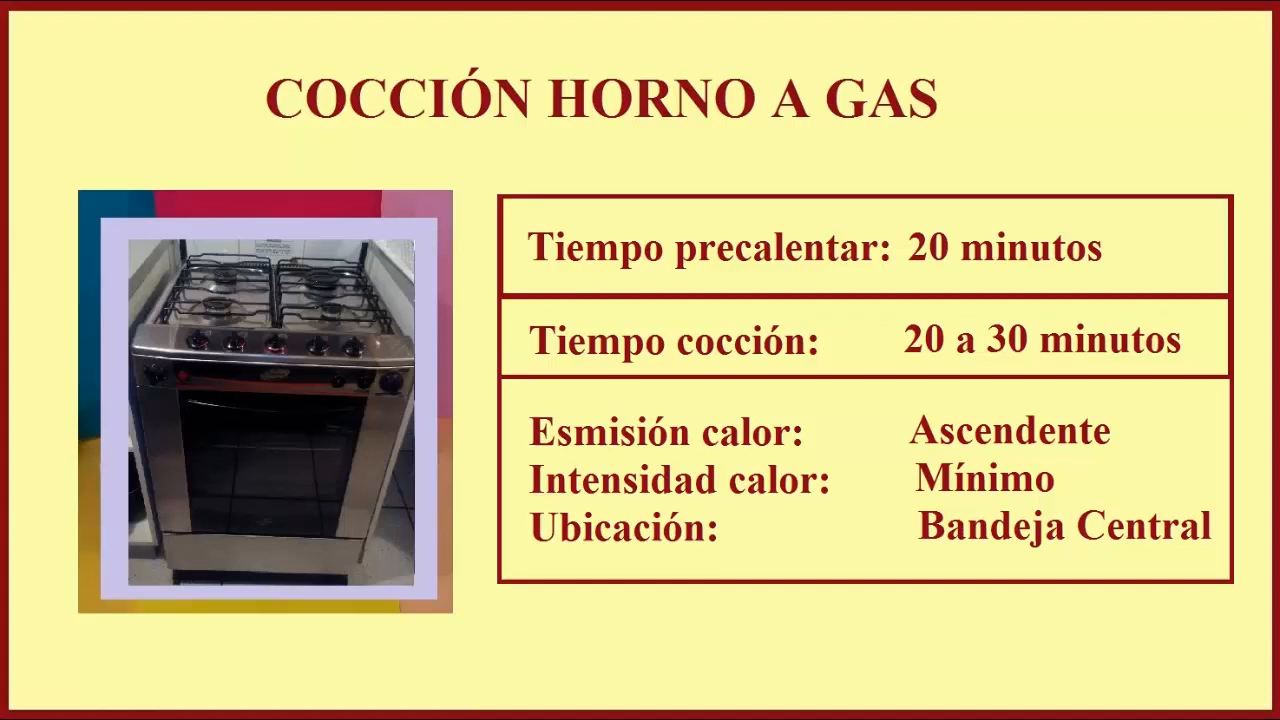 COCCIÓN HORNO A GAS
Tiempo precalentar: 20 minutos
Tiempo cocción: 20 a 30 minutos
Esmisión calor: Ascendente
Intensidad calor: Mínimo
Ubicación: Bandeja Central